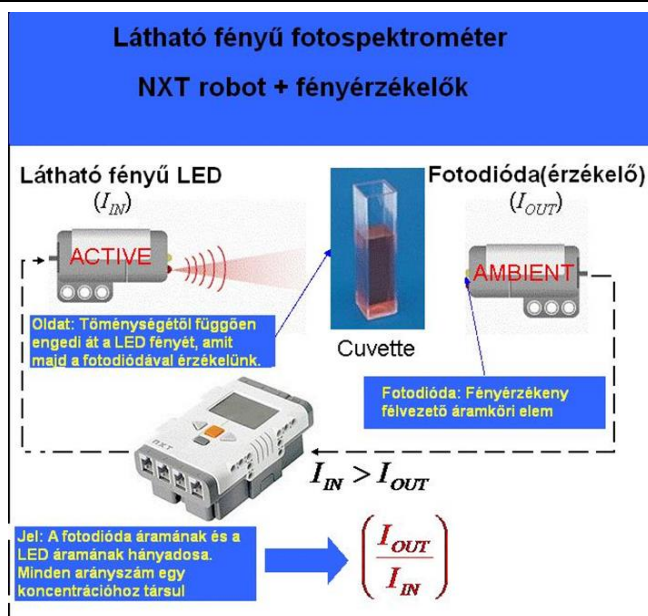 Látható fényű fotospektrométer
NXT robot + fényérzékelők
Látható fényű LED
(I_IN)
Fotodióda(érzékelő)
(I_OUT)
ACTIVE
AMBIENT
Oldat: Töménységétől függően
engedi át a LED fényét, amit
majd a fotodiódával érzékelünk.
Cuvette
Fotodióda: Fényérzékeny
félvezető áramköri elem
NXT
I_IN > I_OUT
Jel: A fotodióda áramának és a
LED áramának hányadosa.
Minden arányszám egy
koncentrációhoz társul
(I_OUT / I_IN)